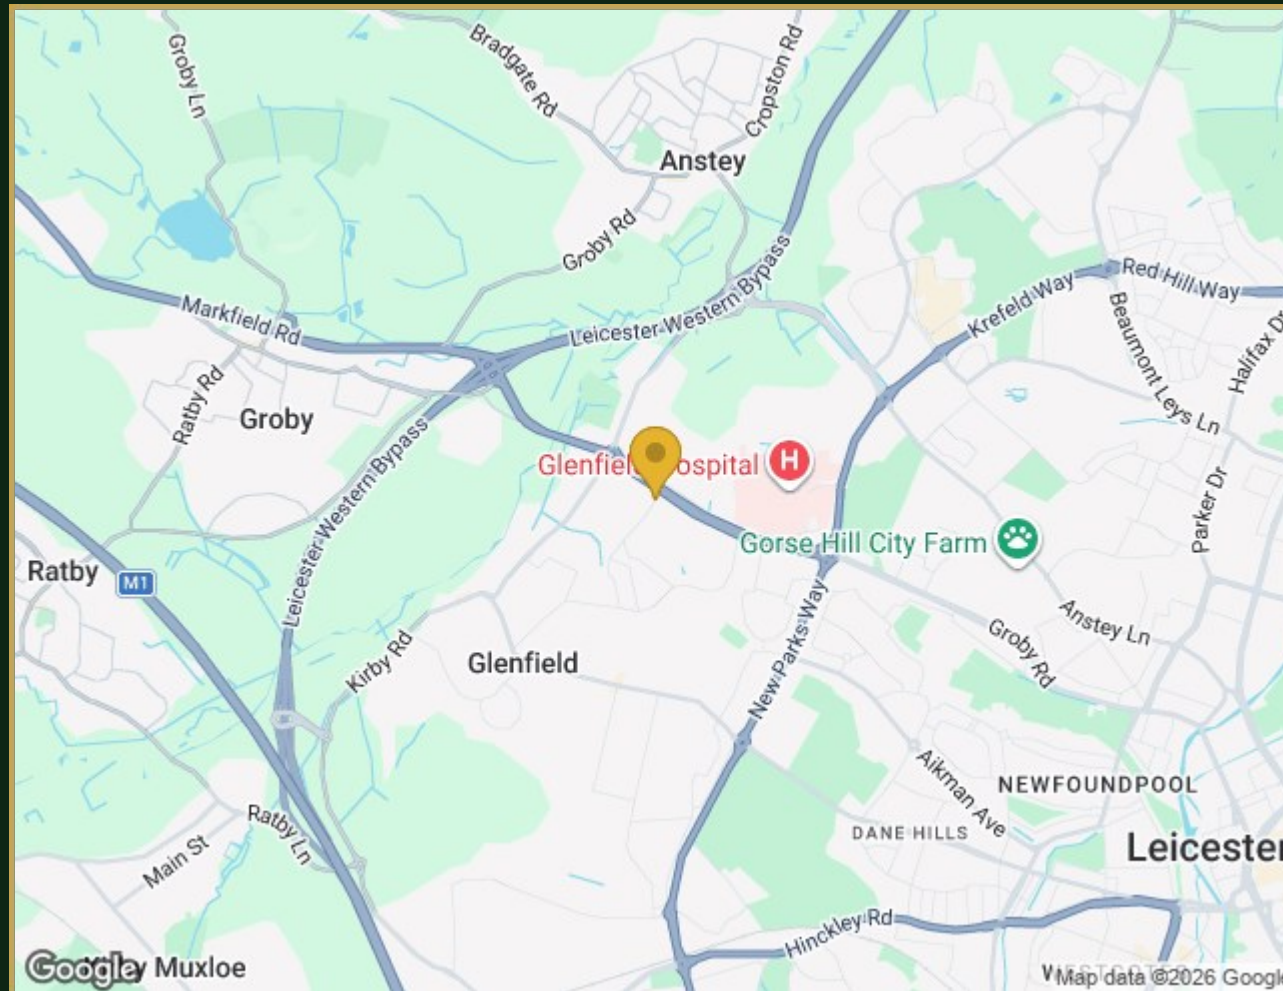 Groby Ln
Bradgate Rd
Cropston Rd
Anstey
Groby Rd
Leicester Western Bypass
Markfield Rd
Krefeld Way
Red Hill Way
Beaumont Leys Ln
Halifax Dr
Ratby Rd
Groby
Leicester Western Bypass
Glenfield Hospital
H
Parker Dr
Gorse Hill City Farm
Ratby
M1
Anstey Ln
Groby Rd
Kirby Rd
Glenfield
New Parks Way
Aikman Ave
NEWFOUNDPOOL
DANE HILLS
Leicester
Ratby Ln
Main St
Hinckley Rd
Kirby Muxloe
Google
Map data ©2026 Google